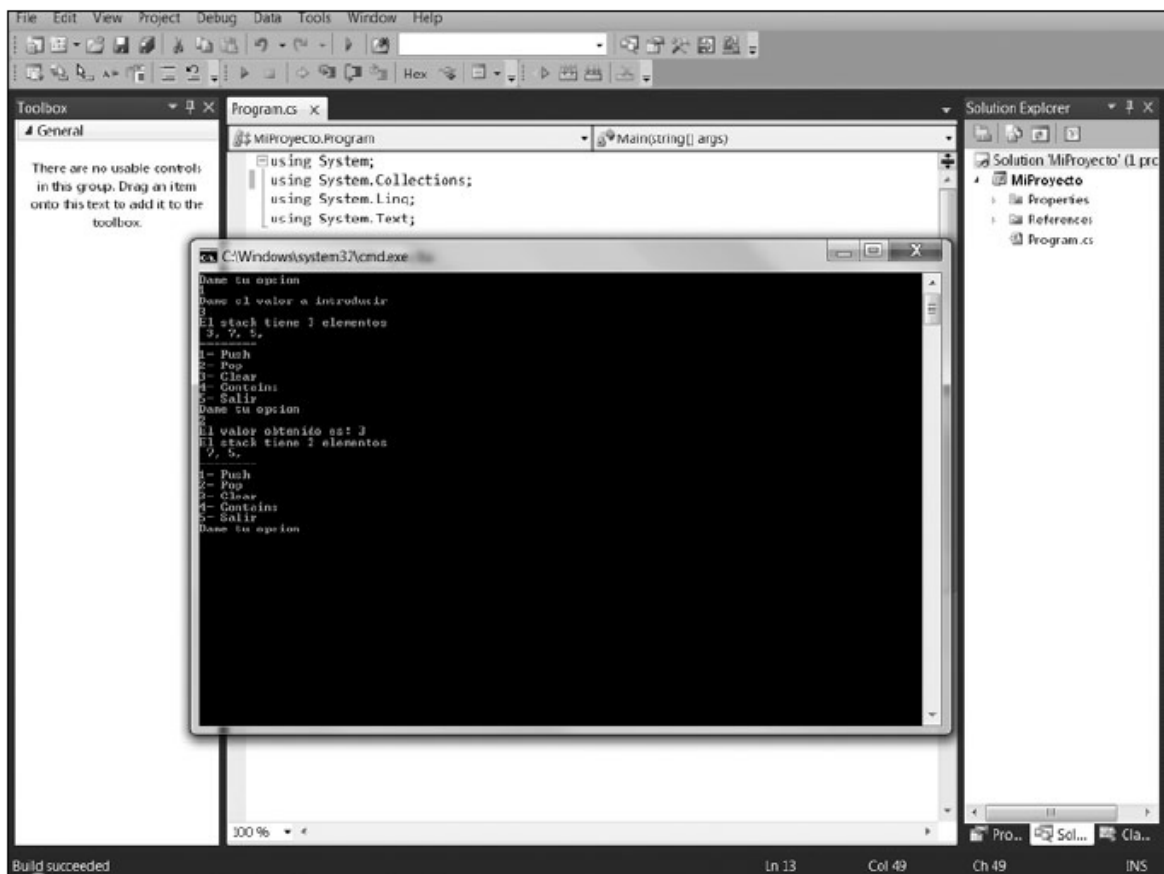 File Edit View Project Debug Data Tools Window Help
Hex
Toolbox
General
There are no usable controls
in this group. Drag an item
onto this text to add it to the
toolbox.
Program.cs
MiProyecto.Program
Main(string[] args)
using System;
using System.Collections;
using System.Linq;
using System.Text;
C:\Windows\system32\cmd.exe
Dame tu opcion
1
Dame el valor a introducir
3
El stack tiene 3 elementos
3, 7, 5,
--------
1- Push
2- Pop
3- Clear
4- Contains
5- Salir
Dame tu opcion
2
El valor obtenido es: 3
El stack tiene 2 elementos
7, 5,
--------
1- Push
2- Pop
3- Clear
4- Contains
5- Salir
Dame tu opcion
100 %
Solution Explorer
Solution 'MiProyecto' (1 prc
MiProyecto
Properties
References
Program.cs
Pro... Sol... Cla...
Build succeeded Ln 13 Col 49 Ch 49 INS